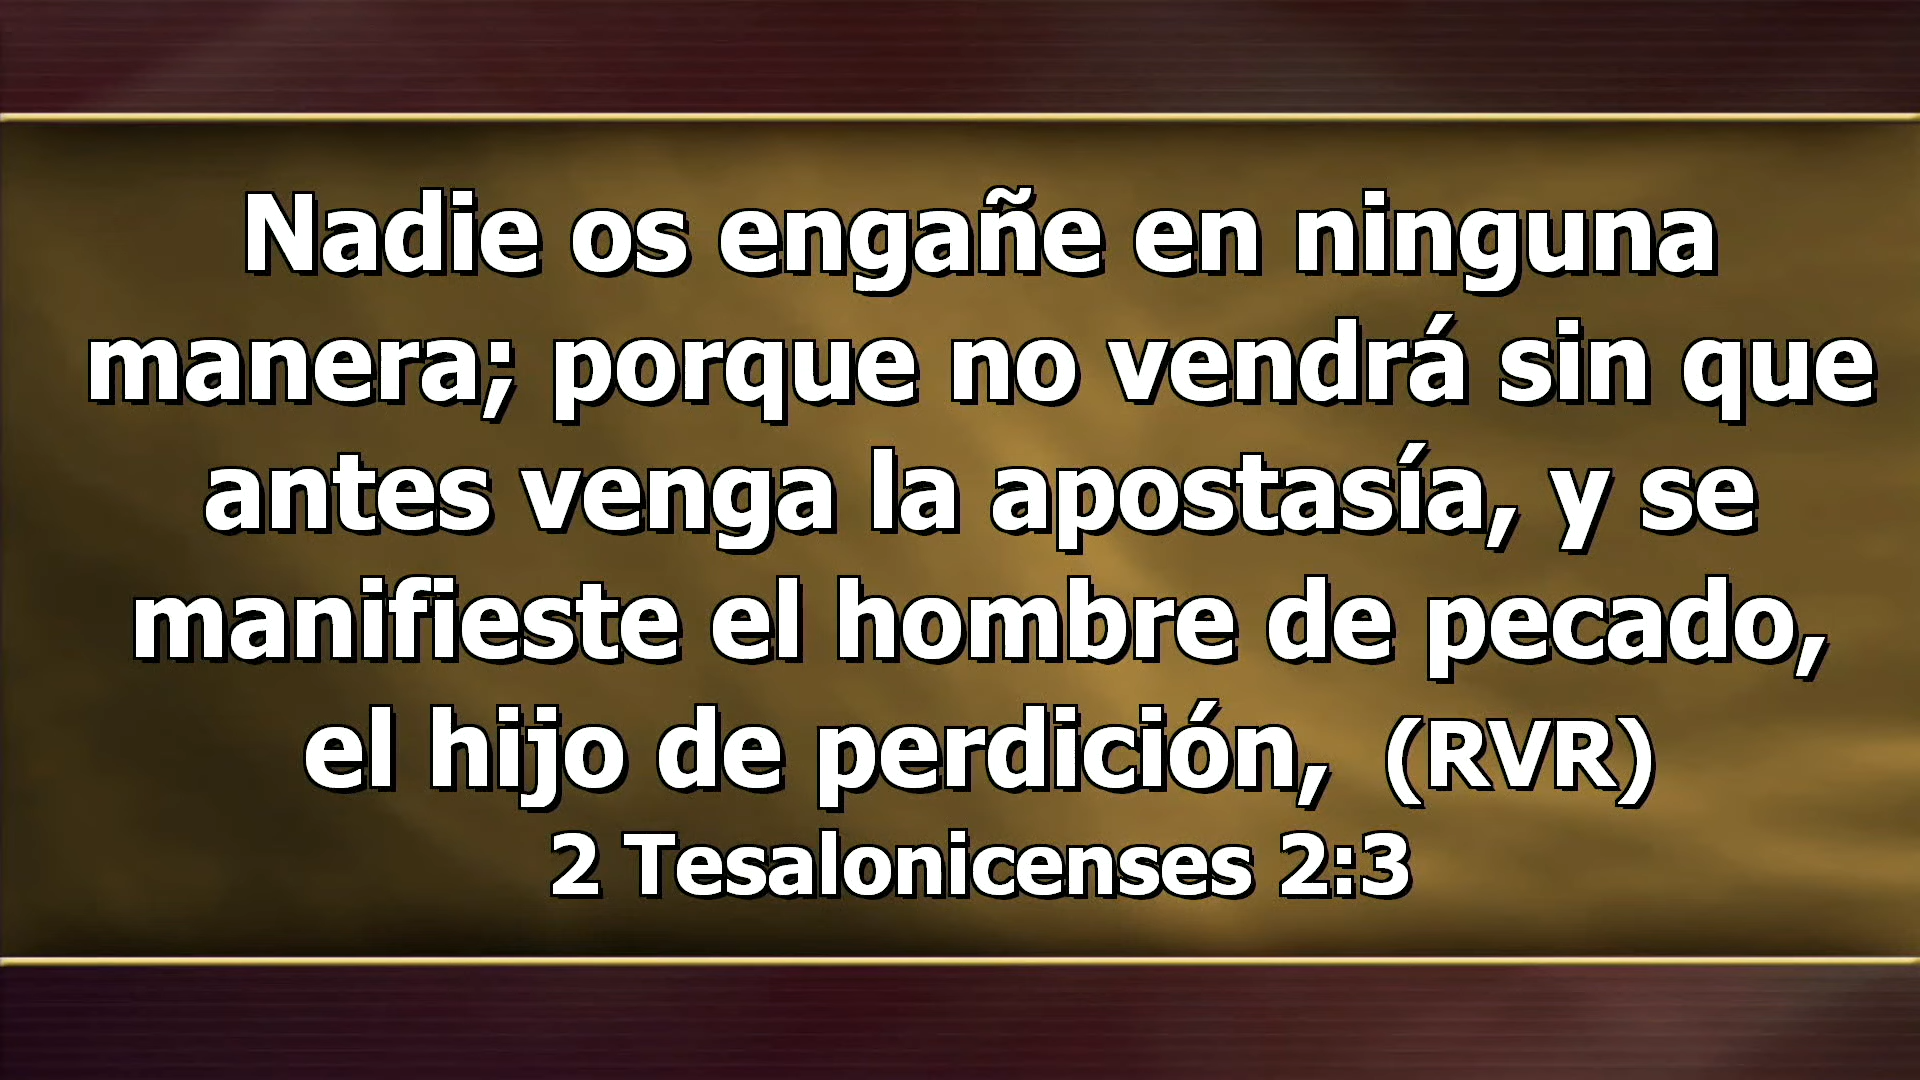 Nadie os engañe en ninguna
manera; porque no vendrá sin que
antes venga la apostasía, y se
manifieste el hombre de pecado,
el hijo de perdición, (RVR)
2 Tesalonicenses 2:3